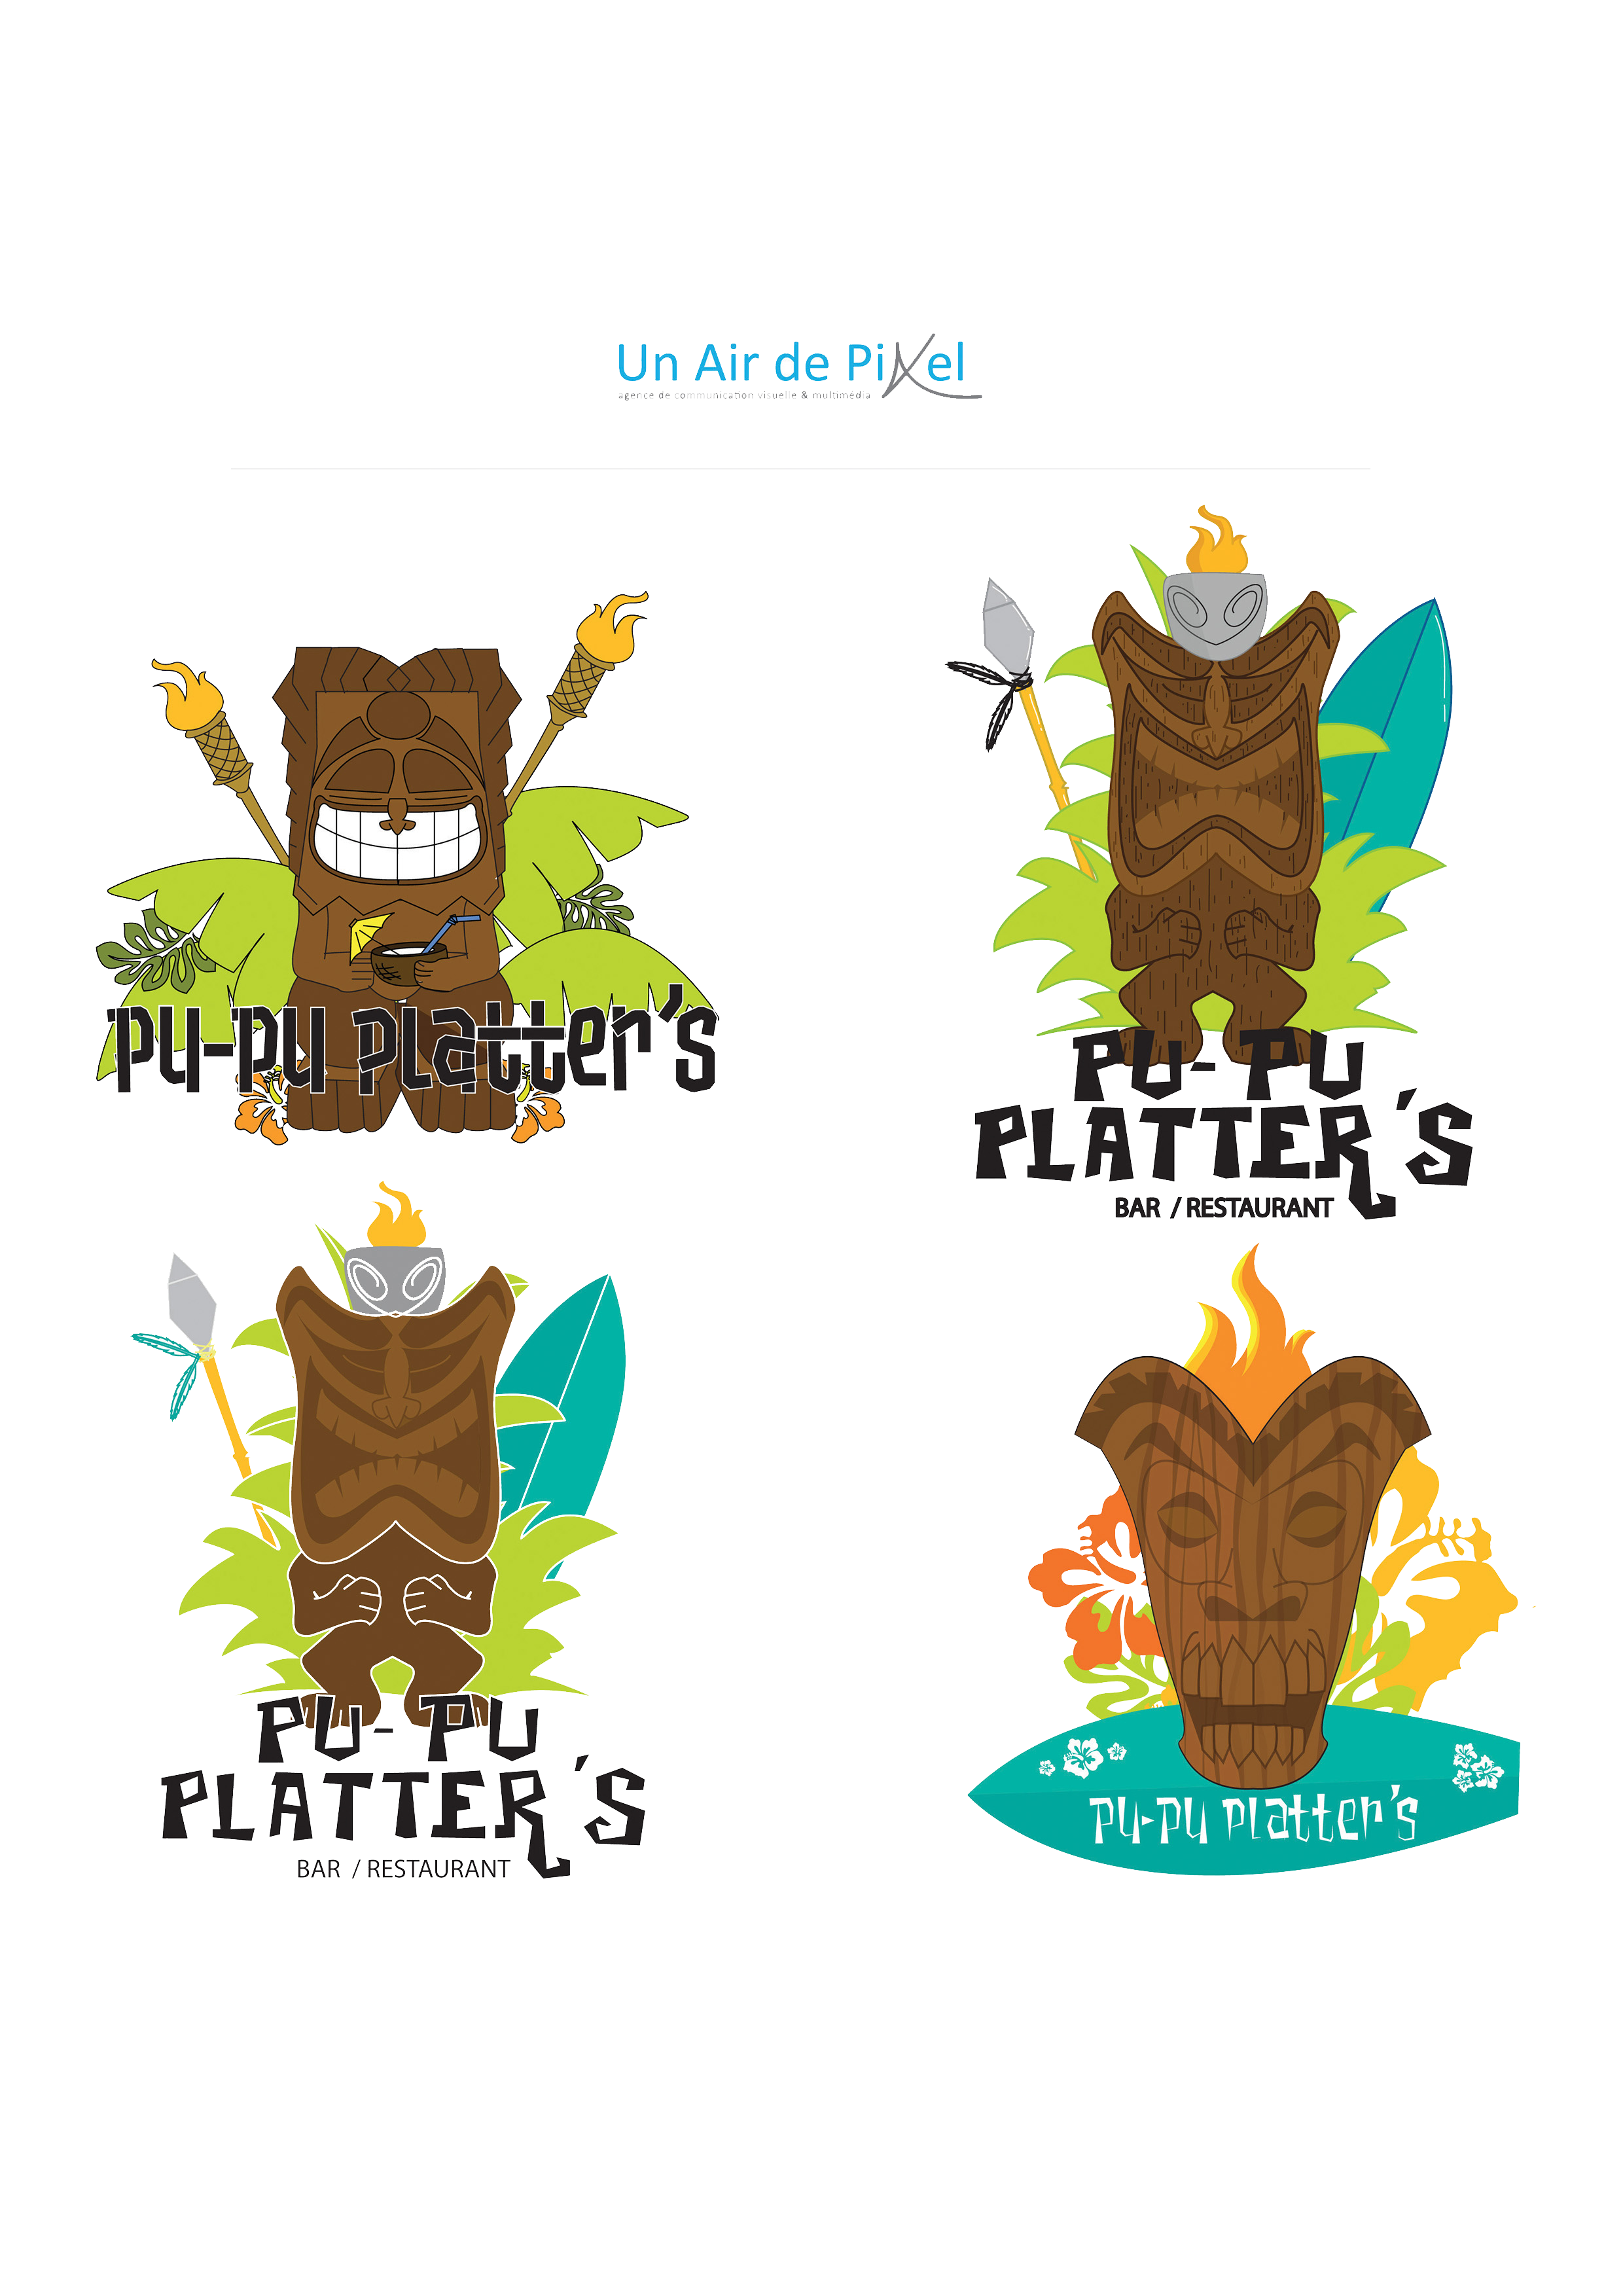 Un Air de Pixel
agence de communication visuelle & multimédia
pu-pu platter's
PU-PU
PLATTER'S
BAR / RESTAURANT
PU-PU
PLATTER'S
BAR / RESTAURANT
pu-pu platter's